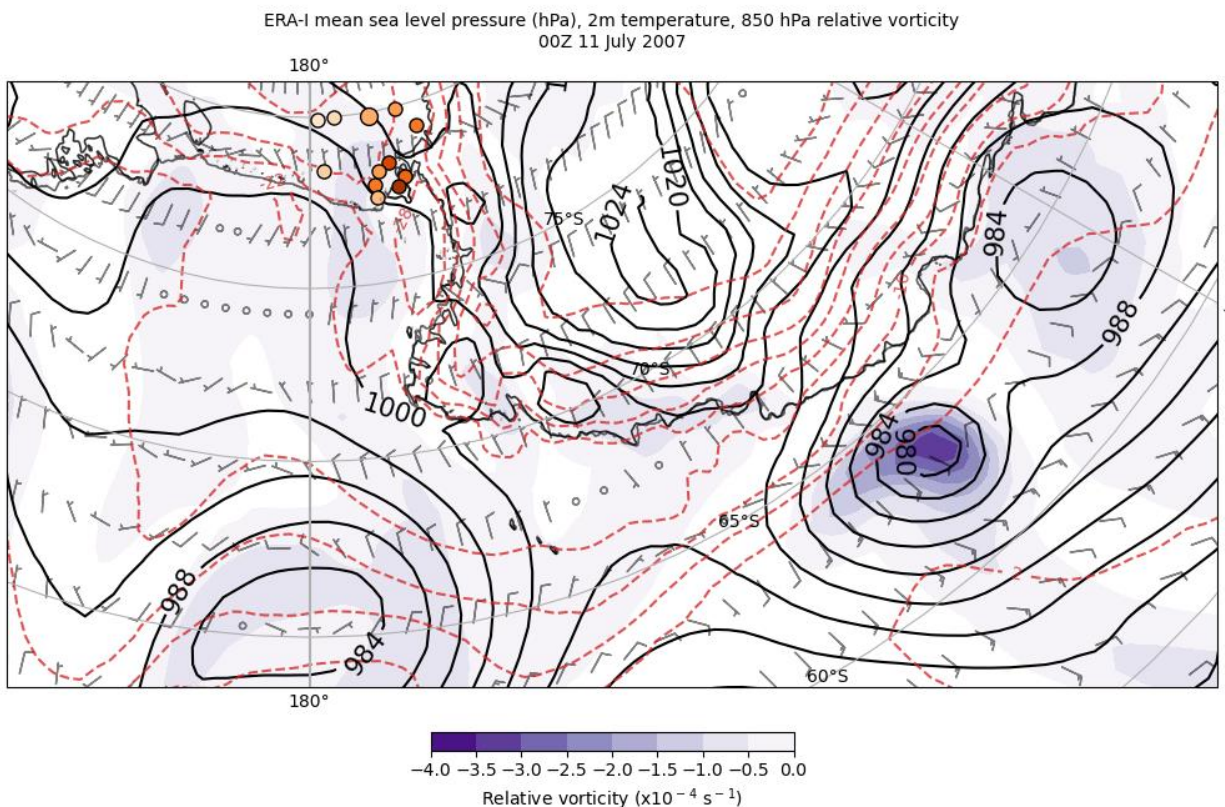 ERA-I mean sea level pressure (hPa), 2m temperature, 850 hPa relative vorticity
00Z 11 July 2007
180°
1020
1024
75°S
984
988
70°S
1000
984
980
65°S
988
984
60°S
180°
−4.0 −3.5 −3.0 −2.5 −2.0 −1.5 −1.0 −0.5 0.0
Relative vorticity (x10⁻⁴ s⁻¹)